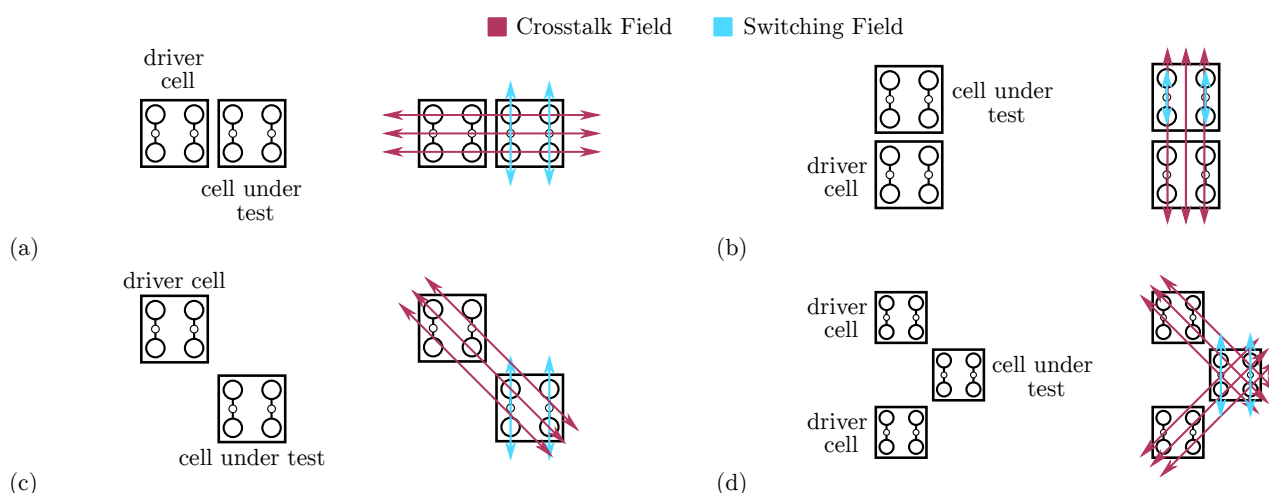 Crosstalk Field Switching Field
driver
cell
cell under
test
(a)
cell under
test
driver
cell
(b)
driver cell
cell under test
(c)
driver
cell
cell under
test
driver
cell
(d)